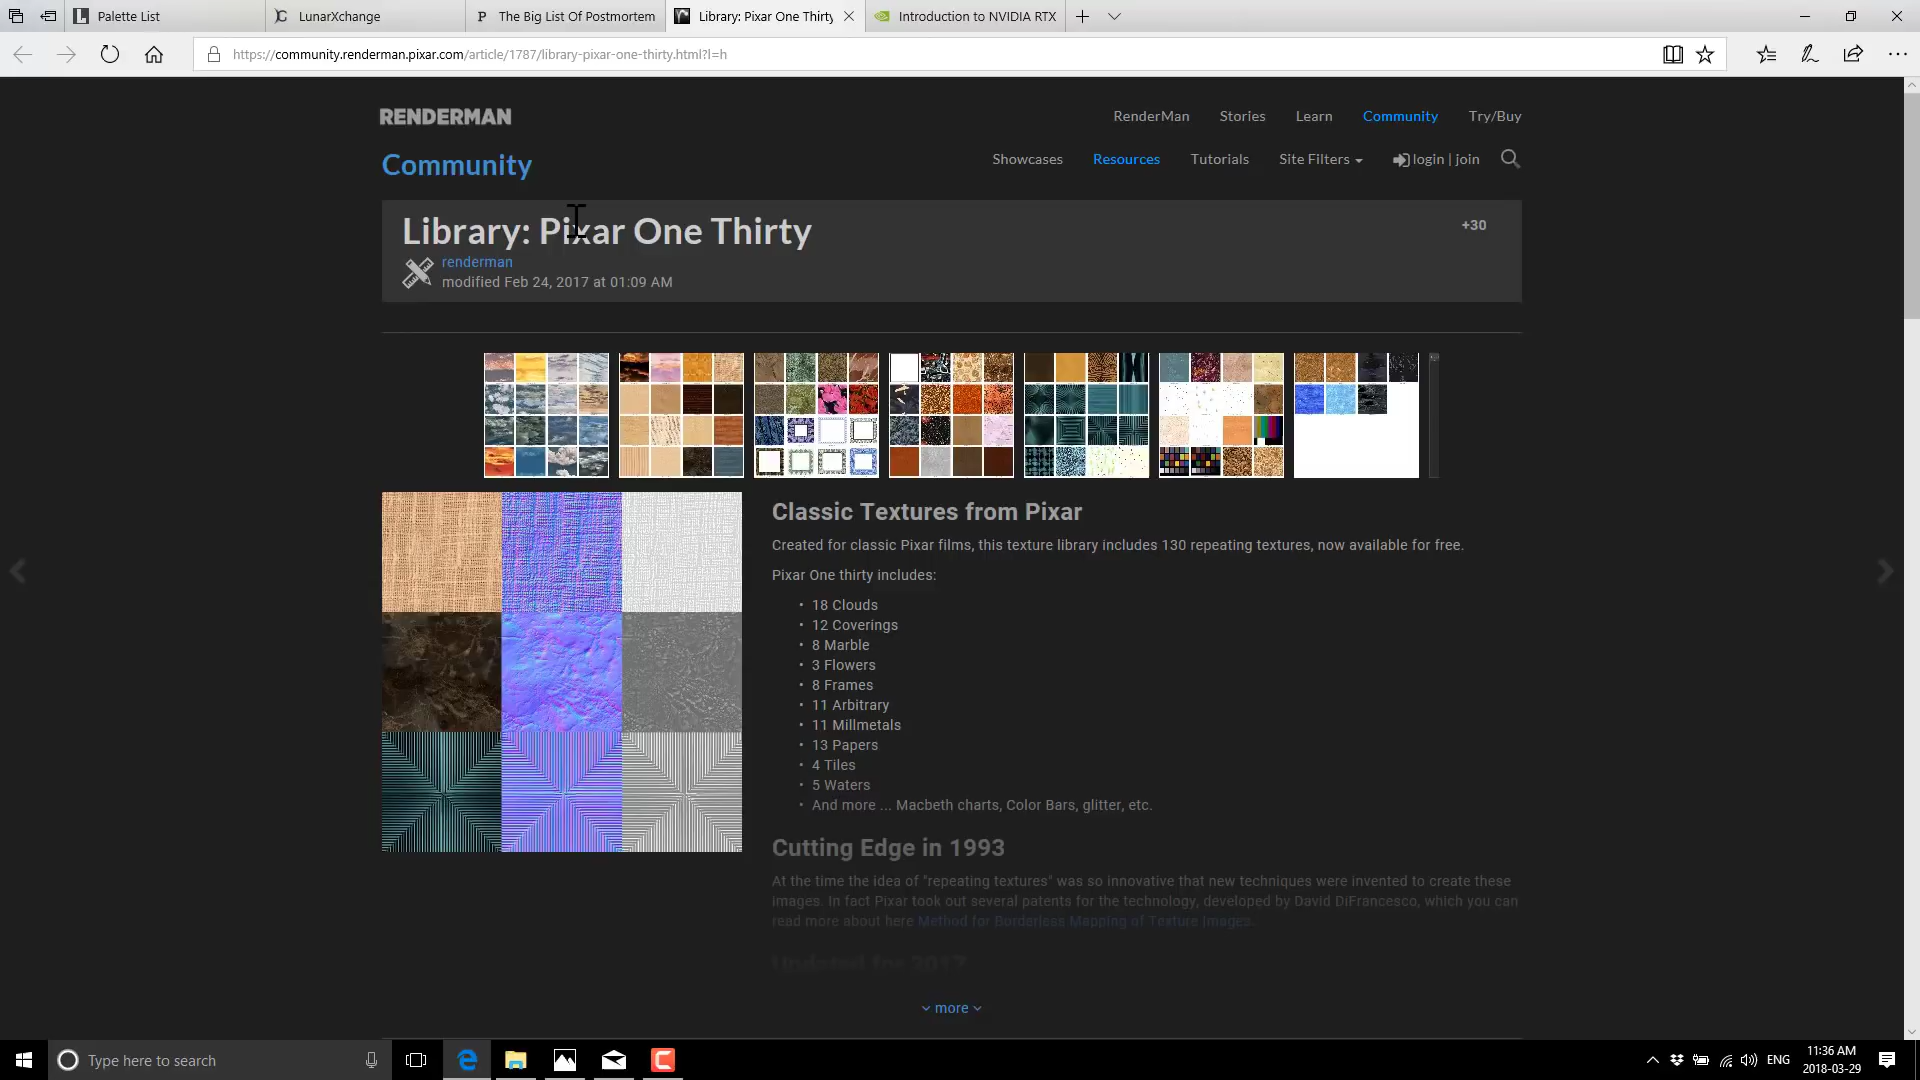 Palette List
LunarXchange
The Big List Of Postmortem
Library: Pixar One Thirty
Introduction to NVIDIA RTX
https://community.renderman.pixar.com/article/1787/library-pixar-one-thirty.html?l=h
RENDERMAN
RenderMan
Stories
Learn
Community
Try/Buy
Community
Showcases
Resources
Tutorials
Site Filters
login | join
Library: Pixar One Thirty
+30
renderman
modified Feb 24, 2017 at 01:09 AM
Classic Textures from Pixar
Created for classic Pixar films, this texture library includes 130 repeating textures, now available for free.
Pixar One thirty includes:
• 18 Clouds
• 12 Coverings
• 8 Marble
• 3 Flowers
• 8 Frames
• 11 Arbitrary
• 11 Millmetals
• 13 Papers
• 4 Tiles
• 5 Waters
• And more ... Macbeth charts, Color Bars, glitter, etc.
Cutting Edge in 1993
At the time the idea of "repeating textures" was so innovative that new techniques were invented to create these
images. In fact Pixar took out several patents for the technology, developed by David DiFrancesco, which you can
read more about here Method for Borderless Mapping of Texture Images.
Updated for 2017
more
Type here to search
ENG
11:36 AM
2018-03-29